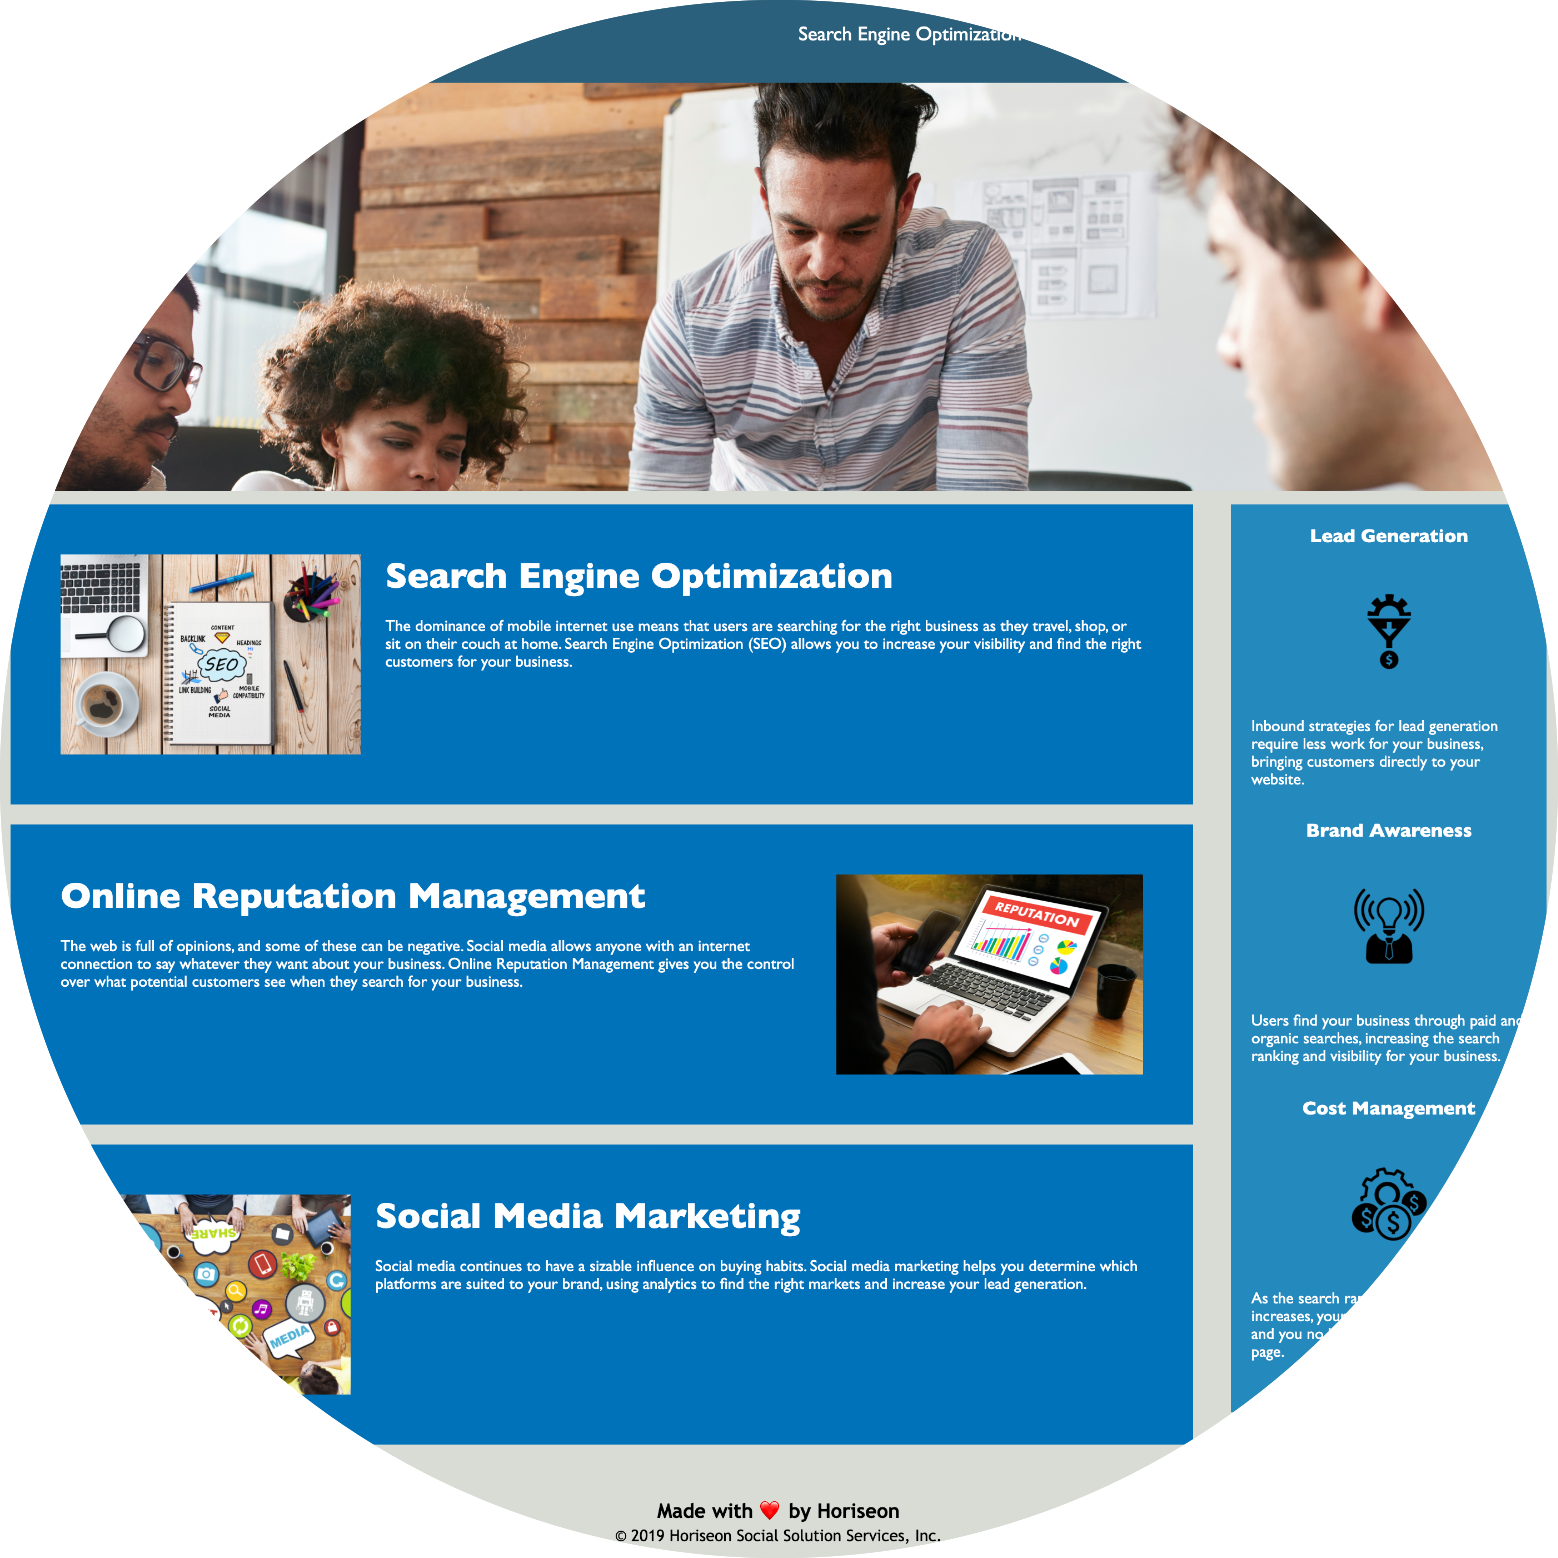 Search Engine Optimization
Search Engine Optimization
The dominance of mobile internet use means that users are searching for the right business as they travel, shop, or
sit on their couch at home. Search Engine Optimization (SEO) allows you to increase your visibility and find the right
customers for your business.
CONTENT
BACKLINK
HEADINGS
SEO
LINK BUILDING
MOBILE
COMPATIBILITY
SOCIAL
MEDIA
Online Reputation Management
The web is full of opinions, and some of these can be negative. Social media allows anyone with an internet
connection to say whatever they want about your business. Online Reputation Management gives you the control
over what potential customers see when they search for your business.
REPUTATION
Social Media Marketing
Social media continues to have a sizable influence on buying habits. Social media marketing helps you determine which
platforms are suited to your brand, using analytics to find the right markets and increase your lead generation.
SHARE
MEDIA
Lead Generation
$
Inbound strategies for lead generation
require less work for your business,
bringing customers directly to your
website.
Brand Awareness
Users find your business through paid and
organic searches, increasing the search
ranking and visibility for your business.
Cost Management
$ $ $
As the search
increases,
and you
page.
Made with ❤️ by Horiseon
© 2019 Horiseon Social Solution Services, Inc.